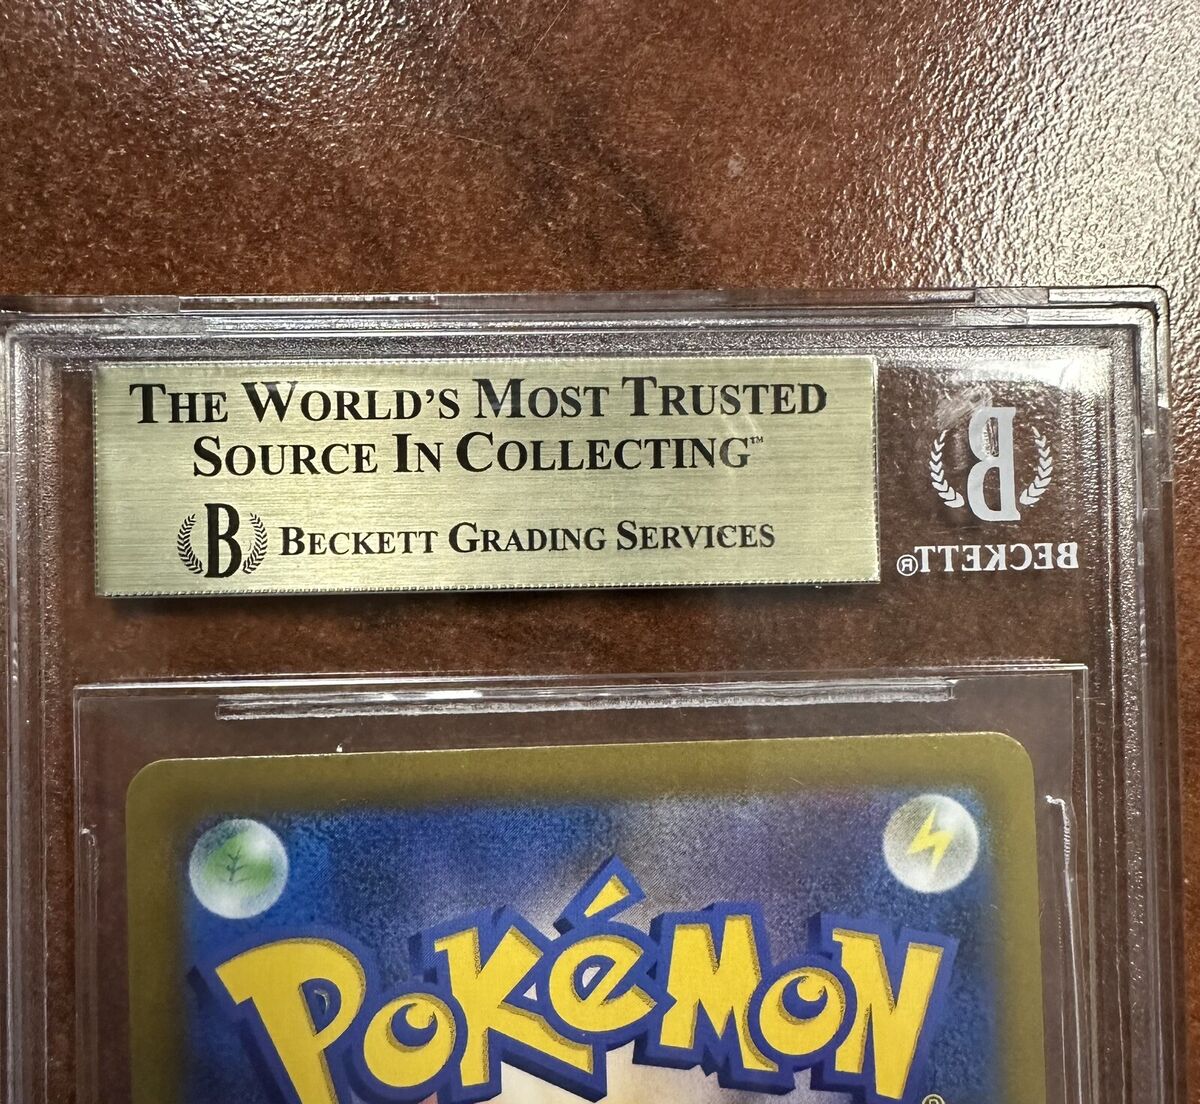 THE WORLD'S MOST TRUSTED
SOURCE IN COLLECTING™
B BECKETT GRADING SERVICES
B
BECKETT®
POKéMON®